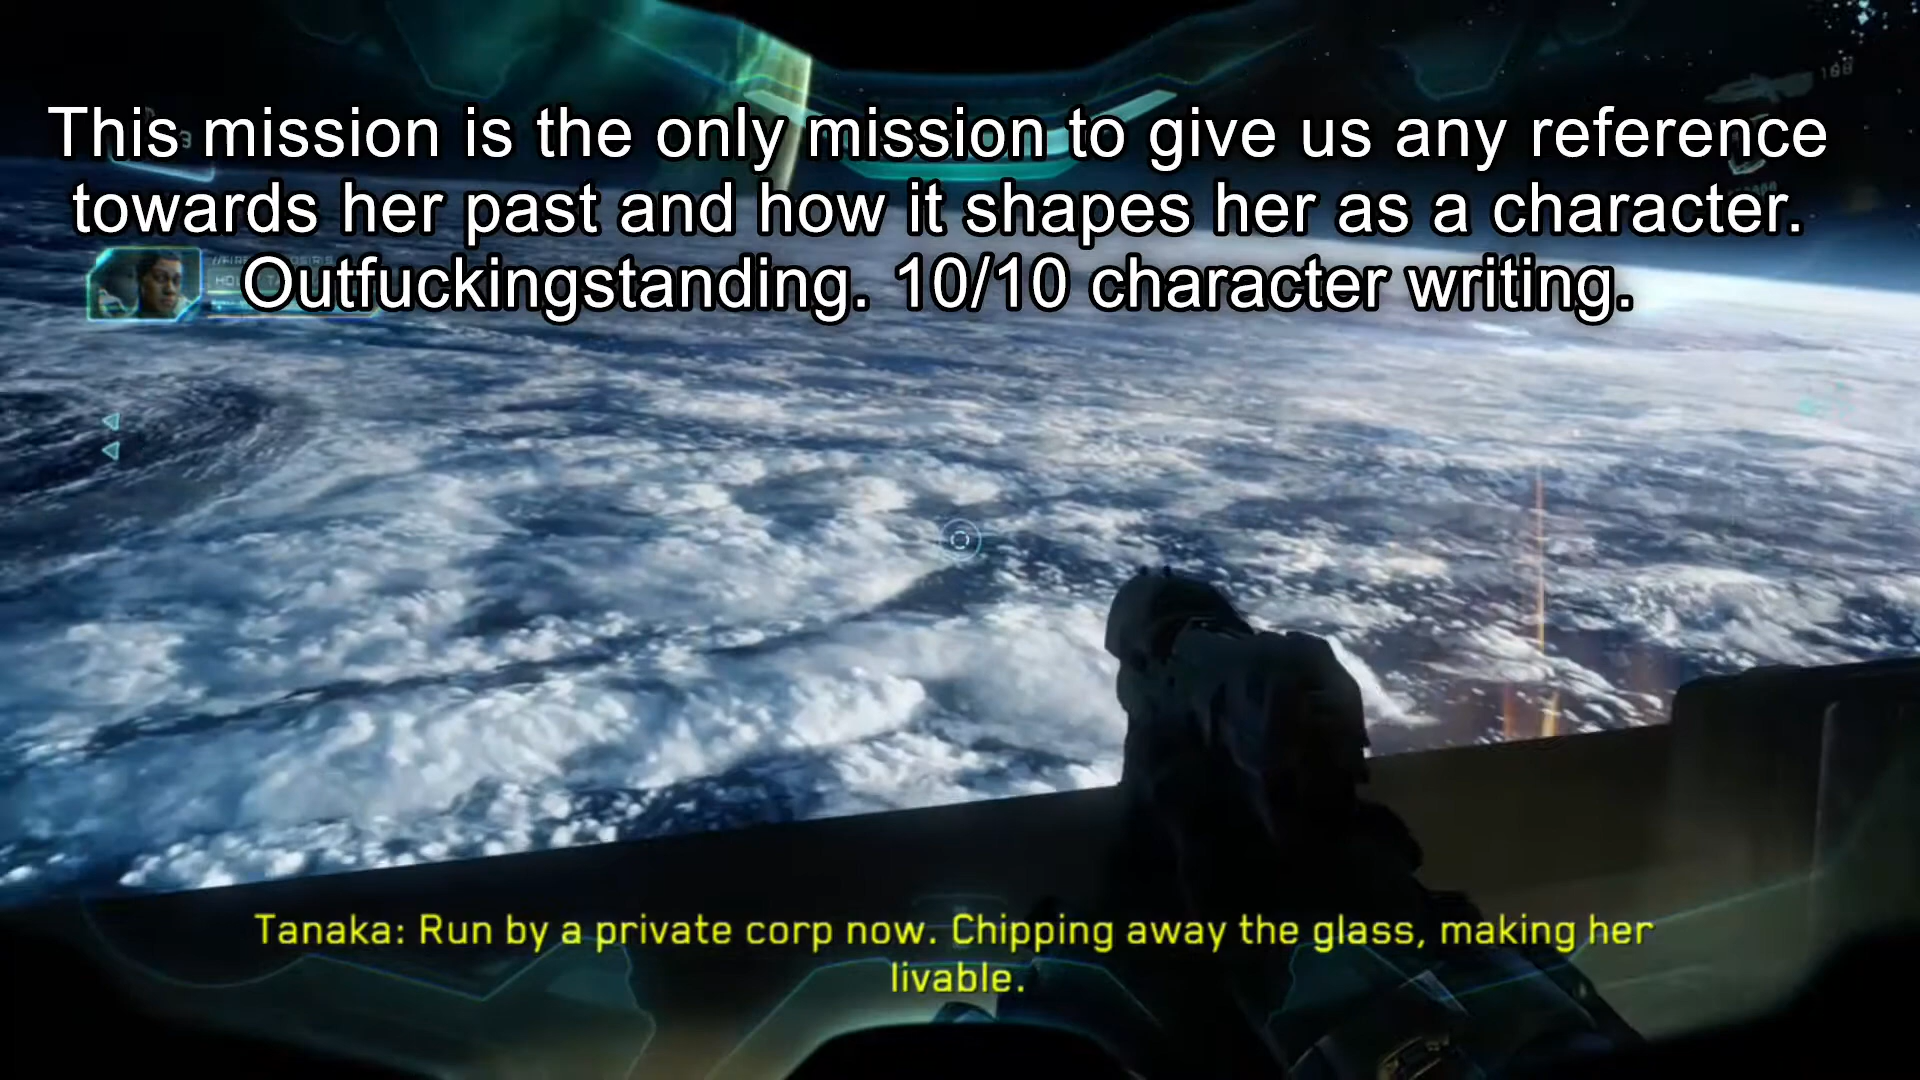 This mission is the only mission to give us any reference
towards her past and how it shapes her as a character.
Outfuckingstanding. 10/10 character writing.
Tanaka: Run by a private corp now. Chipping away the glass, making her
livable.